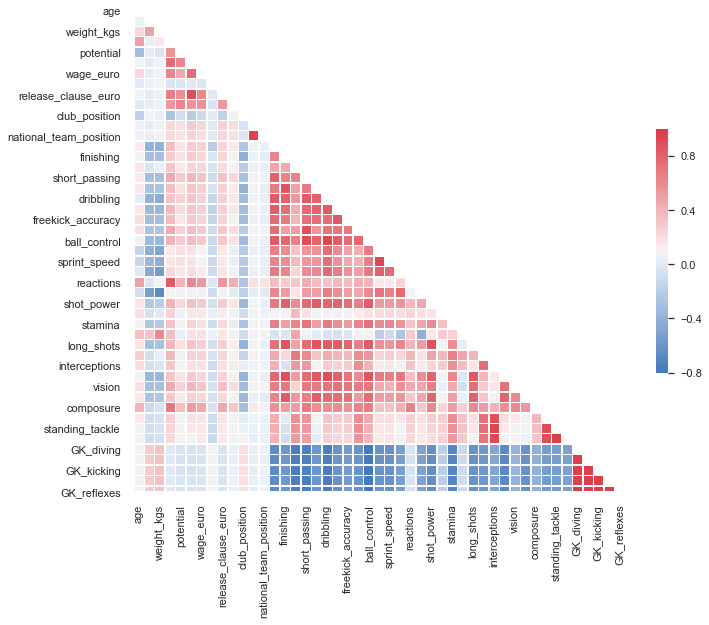 age
weight_kgs
potential
wage_euro
release_clause_euro
club_position
national_team_position
finishing
short_passing
dribbling
freekick_accuracy
ball_control
sprint_speed
reactions
shot_power
stamina
long_shots
interceptions
vision
composure
standing_tackle
GK_diving
GK_kicking
GK_reflexes
age
weight_kgs
potential
wage_euro
release_clause_euro
club_position
national_team_position
finishing
short_passing
dribbling
freekick_accuracy
ball_control
sprint_speed
reactions
shot_power
stamina
long_shots
interceptions
vision
composure
standing_tackle
GK_diving
GK_kicking
GK_reflexes
0.8
0.4
0.0
−0.4
−0.8